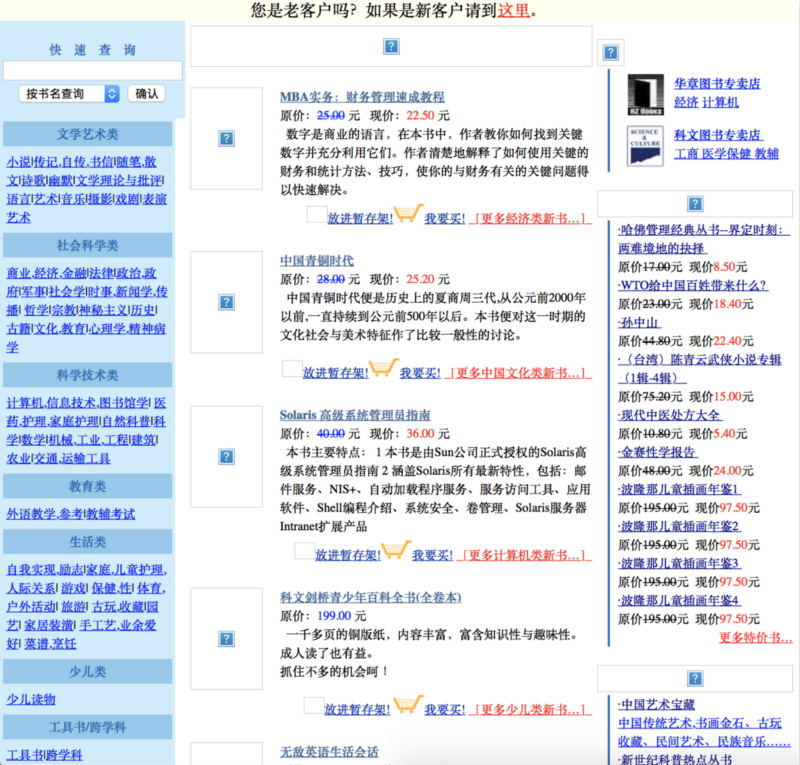 您是老客户吗？如果是新客户请到这里。
快 速 查 询
按书名查询
确认
文学艺术类
小说|传记,自传,书信|随笔,散
文|诗歌|幽默|文学理论与批评|
语言|艺术|音乐|摄影|戏剧|表演
艺术
社会科学类
商业,经济,金融|法律|政治,政
府|军事|社会学|时事,新闻学,传
播| 哲学|宗教|神秘主义|历史|
古籍|文化,教育|心理学,精神病
学
科学技术类
计算机,信息技术,图书馆学| 医
药,护理,家庭护理|自然科普|科
学|数学|机械,工业,工程|建筑|
农业|交通,运输工具
教育类
外语教学,参考|教辅考试
生活类
自我实现,励志|家庭,儿童护理,
人际关系| 游戏| 保健,性| 体育,
户外活动| 旅游| 古玩,收藏|园
艺| 家居装潢| 手工艺,业余爱
好| 菜谱,烹饪
少儿类
少儿读物
工具书/跨学科
工具书|跨学科
MBA实务：财务管理速成教程
原价：25.00 元 现价：22.50 元
数字是商业的语言，在本书中，作者教你如何找到关键
数字并充分利用它们。作者清楚地解释了如何使用关键的
财务和统计方法、技巧，使你的与财务有关的关键问题得
以快速解决。
放进暂存架! 我要买! [更多经济类新书…]
中国青铜时代
原价：28.00 元 现价：25.20 元
中国青铜时代便是历史上的夏商周三代,从公元前2000年
以前,一直持续到公元前500年以后。本书便对这一时期的
文化社会与美术特征作了比较一般性的讨论。
放进暂存架! 我要买! [更多中国文化类新书…]
Solaris 高级系统管理员指南
原价：40.00 元 现价：36.00 元
本书主要特点： 1 本书是由Sun公司正式授权的Solaris高
级系统管理员指南 2 涵盖Solaris所有最新特性，包括：邮
件服务、NIS+、自动加载程序服务、服务访问工具、应用
软件、Shell编程介绍、系统安全、卷管理、Solaris服务器
Intranet扩展产品
放进暂存架! 我要买! [更多计算机类新书…]
科文剑桥青少年百科全书(全卷本)
原价：199.00 元
一千多页的铜版纸，内容丰富，富含知识性与趣味性。
成人读了也有益。
抓住不多的机会呵！
放进暂存架! 我要买! [更多少儿类新书…]
无敌英语生活会话
HZ BOOKS
华章图书专卖店
经济 计算机
SCIENCE & CULTURE
科文图书专卖店
工商 医学保健 教辅
·哈佛管理经典丛书--界定时刻：
两难境地的抉择
原价17.00元 现价8.50元
·WTO给中国百姓带来什么？
原价23.00元 现价18.40元
·孙中山
原价44.80元 现价22.40元
·（台湾）陈青云武侠小说专辑
（1辑-4辑）
原价75.20元 现价15.00元
·现代中医处方大全
原价10.80元 现价5.40元
·金赛性学报告
原价48.00元 现价24.00元
·波隆那儿童插画年鉴1
原价195.00元 现价97.50元
·波隆那儿童插画年鉴2
原价195.00元 现价97.50元
·波隆那儿童插画年鉴3
原价195.00元 现价97.50元
·波隆那儿童插画年鉴4
原价195.00元 现价97.50元
更多特价书…
·中国艺术宝藏
中国传统艺术,书画金石、古玩
收藏、民间艺术、民族音乐……
·新世纪科普热点丛书